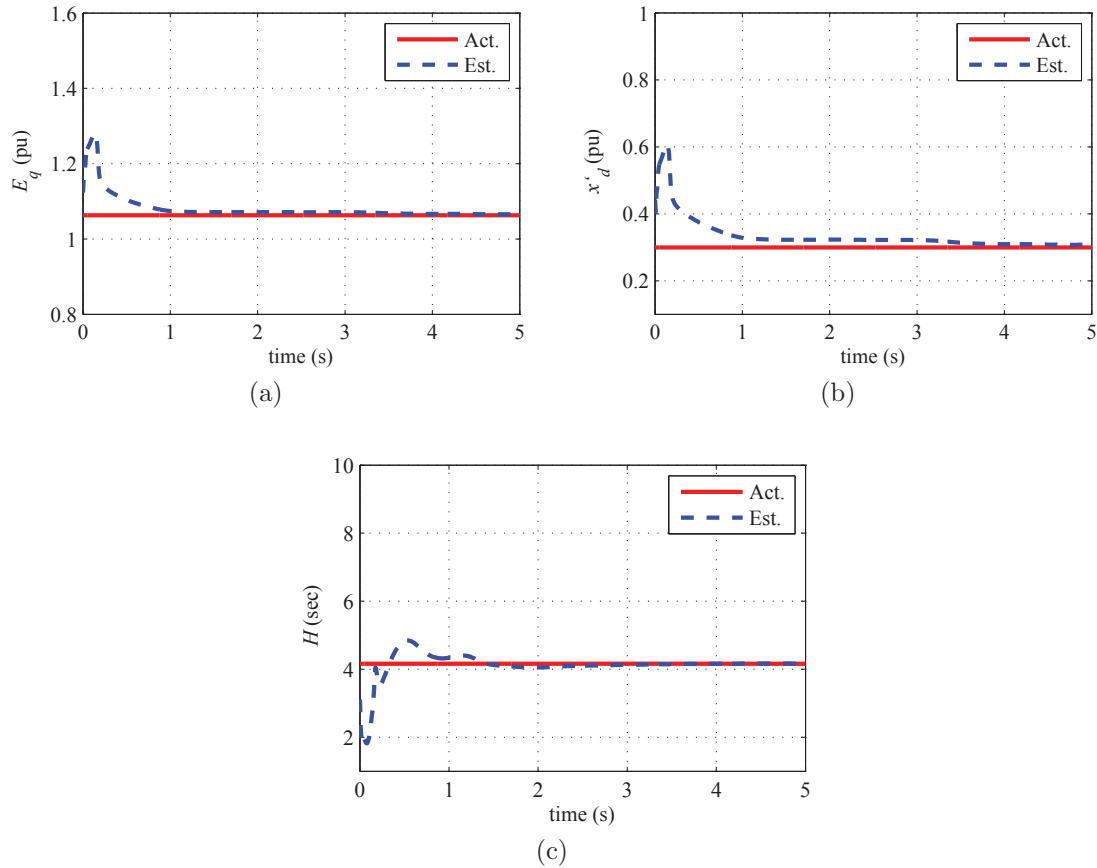 1.6
1.4
1.2
1
0.8
E_q (pu)
Act.
Est.
0 1 2 3 4 5
time (s)
(a)
1
0.8
0.6
0.4
0.2
x‘_d (pu)
Act.
Est.
0 1 2 3 4 5
time (s)
(b)
10
8
6
4
2
H (sec)
Act.
Est.
0 1 2 3 4 5
time (s)
(c)